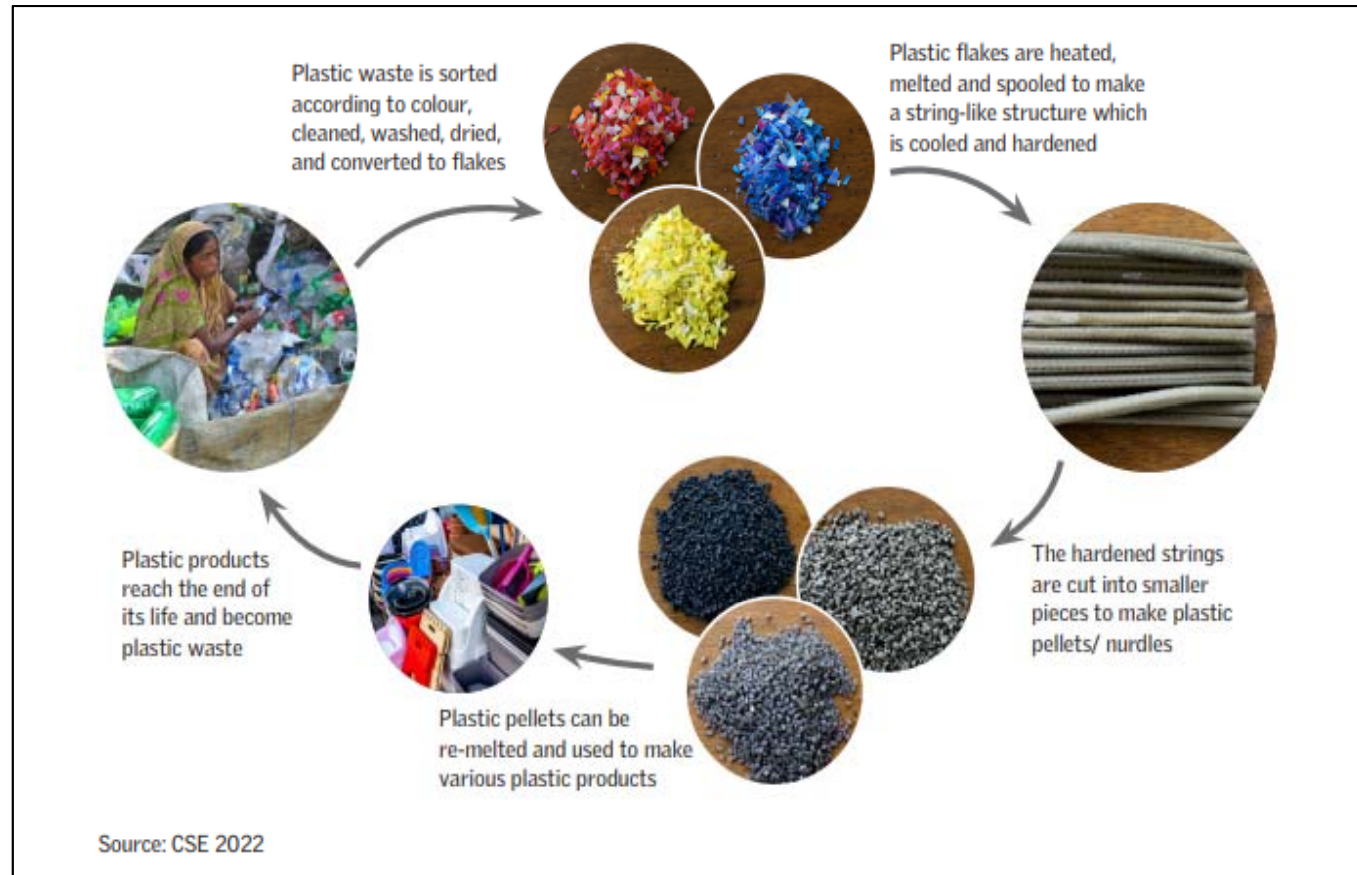 Plastic waste is sorted
according to colour,
cleaned, washed, dried,
and converted to flakes
Plastic flakes are heated,
melted and spooled to make
a string-like structure which
is cooled and hardened
The hardened strings
are cut into smaller
pieces to make plastic
pellets/ nurdles
Plastic pellets can be
re-melted and used to make
various plastic products
Plastic products
reach the end of
its life and become
plastic waste
Source: CSE 2022